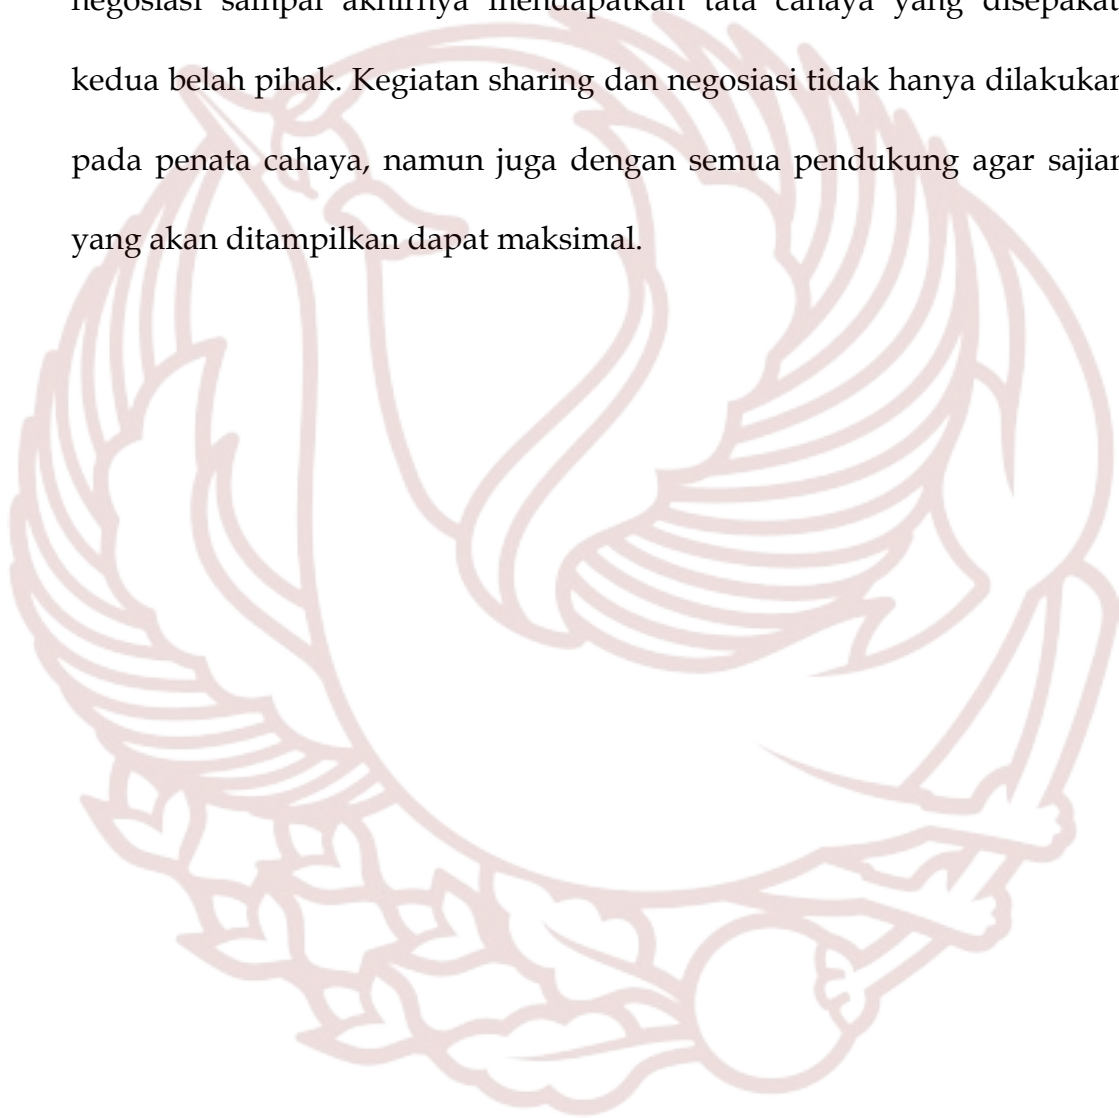 negosiasi sampai akhirnya mendapatkan tata cahaya yang disepakat
kedua belah pihak. Kegiatan sharing dan negosiasi tidak hanya dilakukan
pada penata cahaya, namun juga dengan semua pendukung agar sajian
yang akan ditampilkan dapat maksimal.